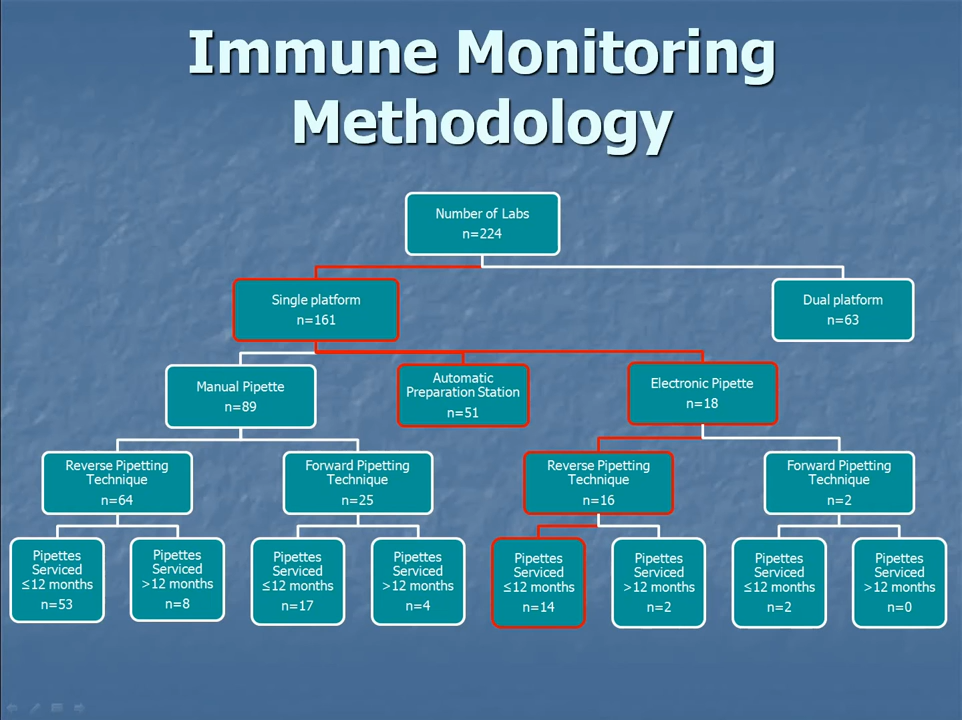 Immune Monitoring
Methodology
Number of Labs
n=224
Single platform
n=161
Dual platform
n=63
Manual Pipette
n=89
Automatic
Preparation Station
n=51
Electronic Pipette
n=18
Reverse Pipetting
Technique
n=64
Forward Pipetting
Technique
n=25
Reverse Pipetting
Technique
n=16
Forward Pipetting
Technique
n=2
Pipettes
Serviced
≤12 months
n=53
Pipettes
Serviced
>12 months
n=8
Pipettes
Serviced
≤12 months
n=17
Pipettes
Serviced
>12 months
n=4
Pipettes
Serviced
≤12 months
n=14
Pipettes
Serviced
>12 months
n=2
Pipettes
Serviced
≤12 months
n=2
Pipettes
Serviced
>12 months
n=0